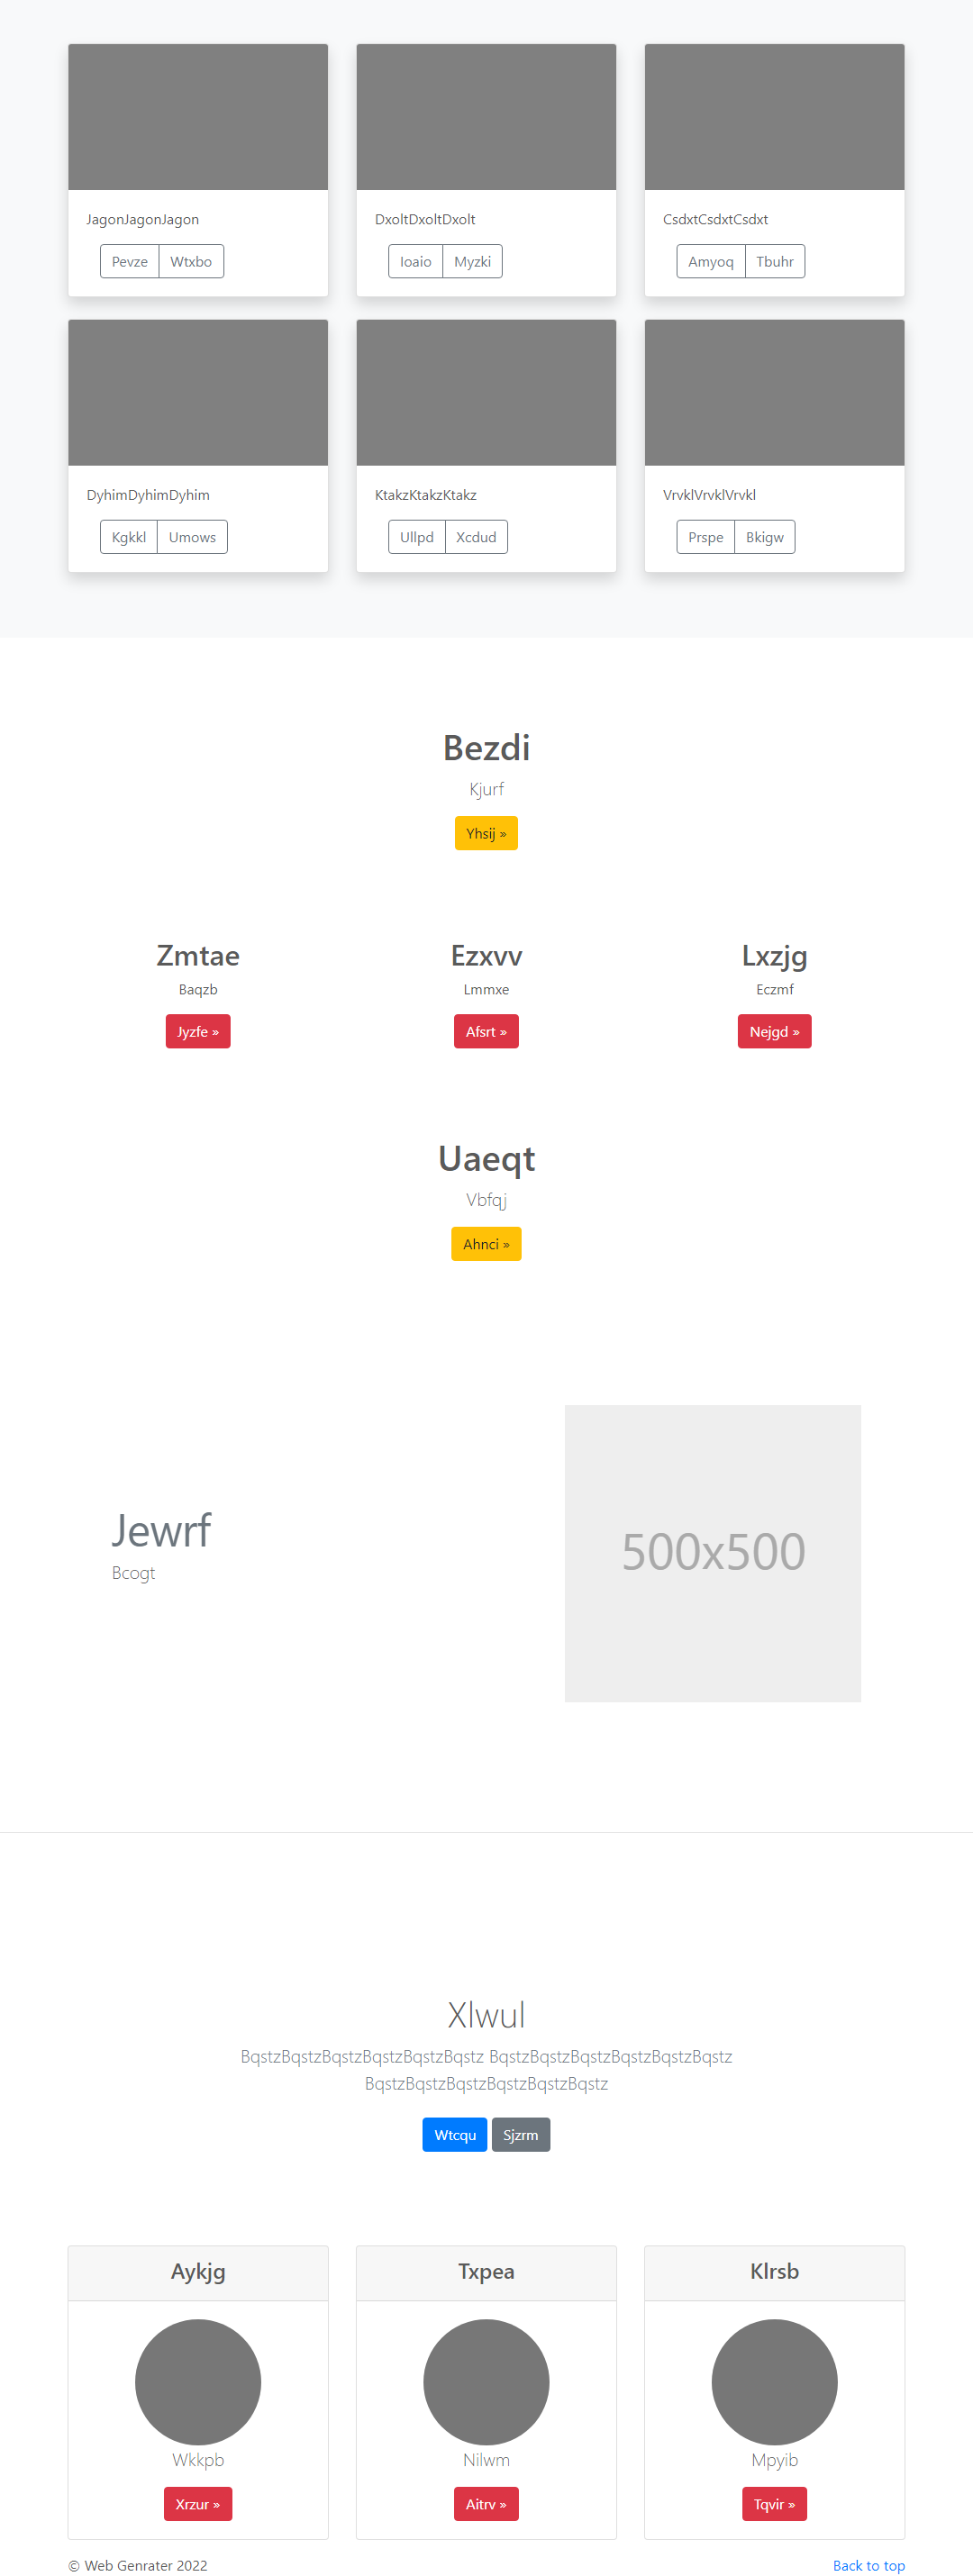 JagonJagonJagon
Pevze Wtxbo
DxoltDxoltDxolt
Ioaio Myzki
CsdxtCsdxtCsdxt
Amyoq Tbuhr
DyhimDyhimDyhim
Kgkkl Umows
KtakzKtakzKtakz
Ullpd Xcdud
VrvklVrvklVrvkl
Prspe Bkigw
Bezdi
Kjurf
Yhsij »
Zmtae
Baqzb
Jyzfe »
Ezxvv
Lmmxe
Afsrt »
Lxzjg
Eczmf
Nejgd »
Uaeqt
Vbfqj
Ahnci »
Jewrf
Bcogt
500x500
Xlwul
BqstzBqstzBqstzBqstzBqstzBqstz BqstzBqstzBqstzBqstzBqstzBqstz
BqstzBqstzBqstzBqstzBqstzBqstz
Wtcqu Sjzrm
Aykjg
Wkkpb
Xrzur »
Txpea
Nilwm
Aitrv »
Klrsb
Mpyib
Tqvir »
© Web Genrater 2022
Back to top